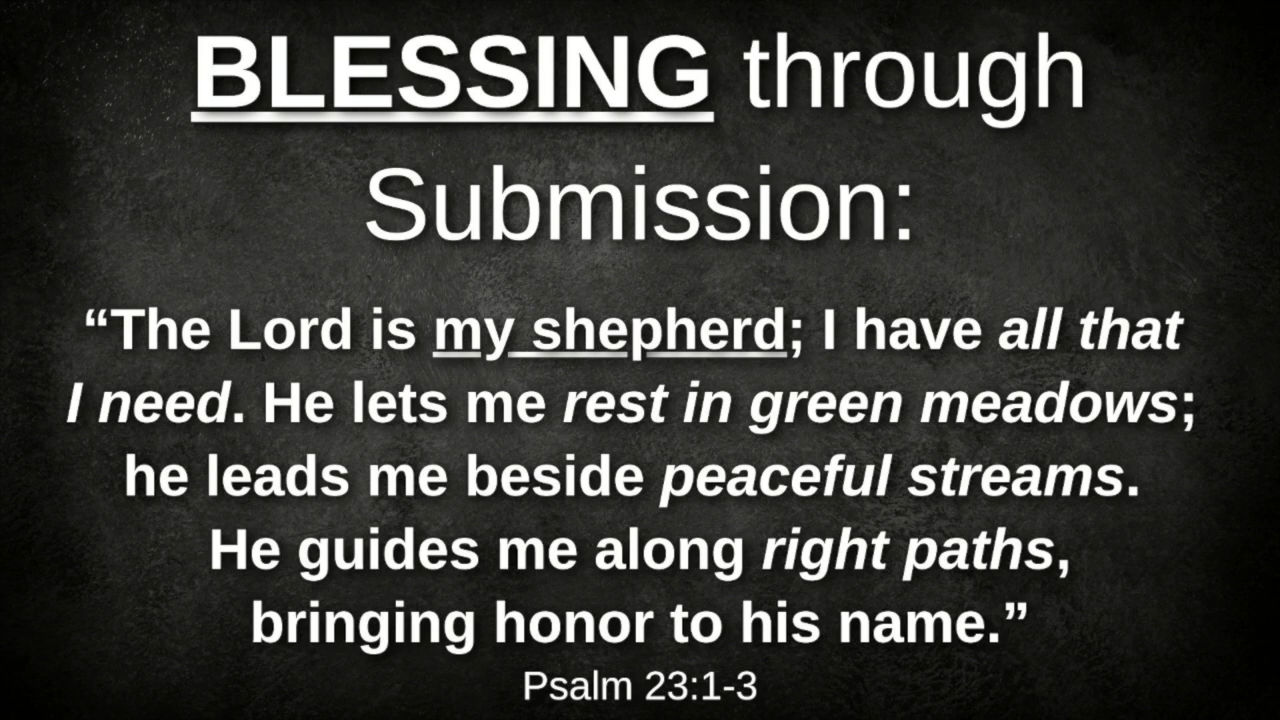 BLESSING through
Submission:
“The Lord is my shepherd; I have all that
I need. He lets me rest in green meadows;
he leads me beside peaceful streams.
He guides me along right paths,
bringing honor to his name.”
Psalm 23:1-3